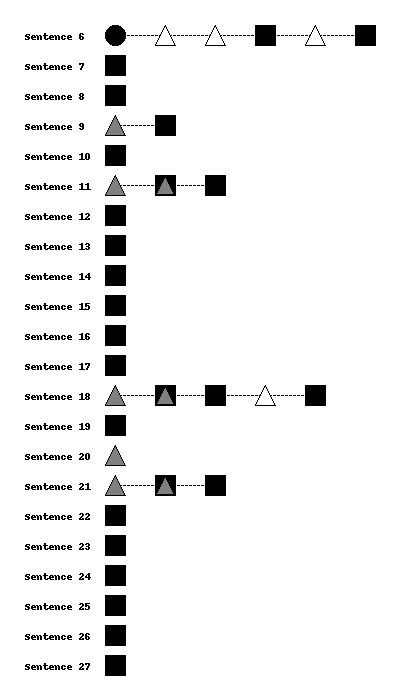 Sentence 6
Sentence 7
Sentence 8
Sentence 9
Sentence 10
Sentence 11
Sentence 12
Sentence 13
Sentence 14
Sentence 15
Sentence 16
Sentence 17
Sentence 18
Sentence 19
Sentence 20
Sentence 21
Sentence 22
Sentence 23
Sentence 24
Sentence 25
Sentence 26
Sentence 27